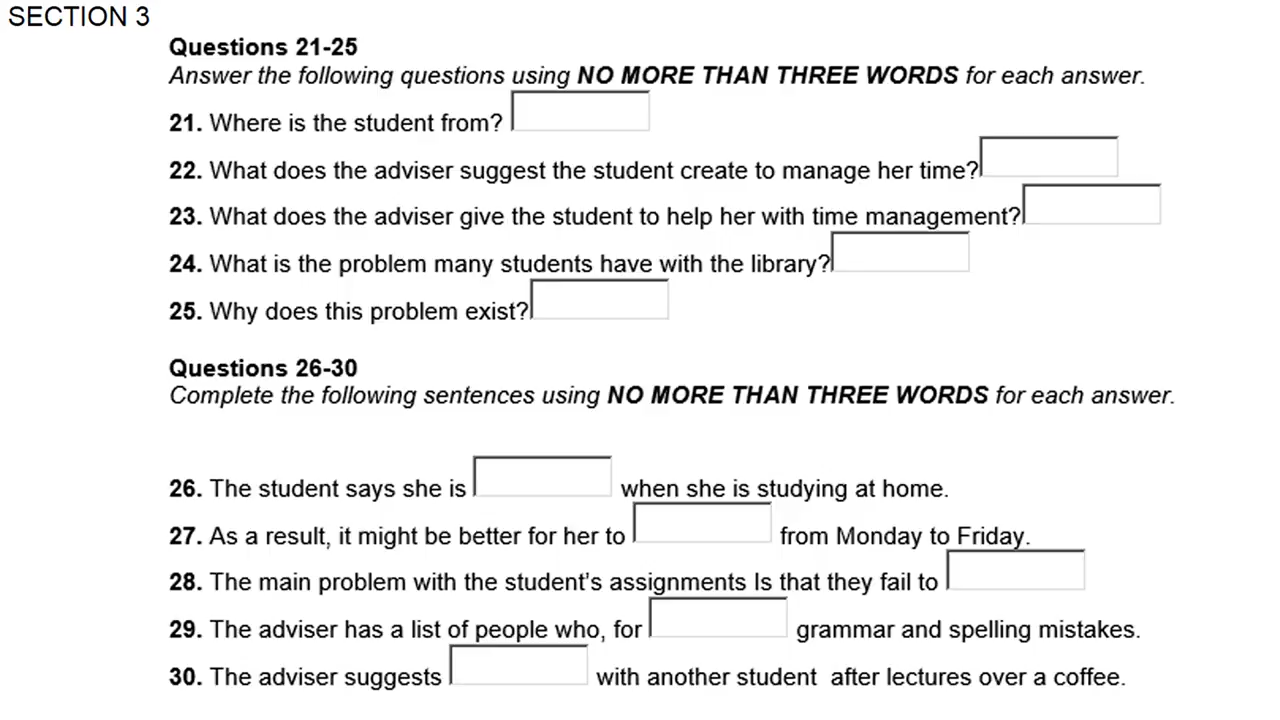 SECTION 3
Questions 21-25
Answer the following questions using NO MORE THAN THREE WORDS for each answer.
21. Where is the student from?
22. What does the adviser suggest the student create to manage her time?
23. What does the adviser give the student to help her with time management?
24. What is the problem many students have with the library?
25. Why does this problem exist?
Questions 26-30
Complete the following sentences using NO MORE THAN THREE WORDS for each answer.
26. The student says she is when she is studying at home.
27. As a result, it might be better for her to from Monday to Friday.
28. The main problem with the student's assignments Is that they fail to
29. The adviser has a list of people who, for grammar and spelling mistakes.
30. The adviser suggests with another student after lectures over a coffee.